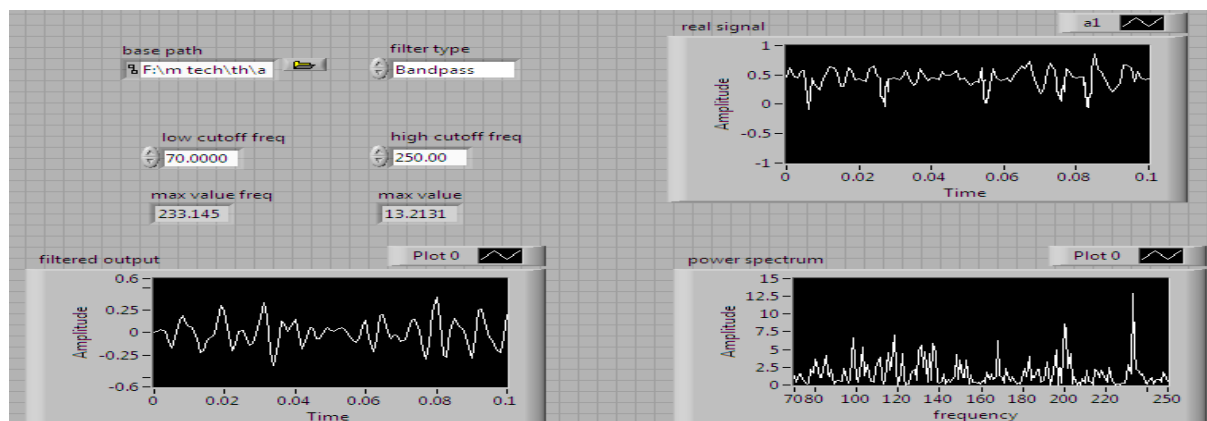 base path
F:\m tech\th\a
filter type
Bandpass
low cutoff freq
70.0000
high cutoff freq
250.00
max value freq
233.145
max value
13.2131
real signal
a1
Amplitude
1
0.5
0
-0.5
-1
0 0.02 0.04 0.06 0.08 0.1
Time
filtered output
Plot 0
Amplitude
0.6
0.25
0
-0.25
-0.6
0 0.02 0.04 0.06 0.08 0.1
Time
power spectrum
Plot 0
Amplitude
15
12.5
10
7.5
5
2.5
0
70 80 100 120 140 160 180 200 220 250
frequency